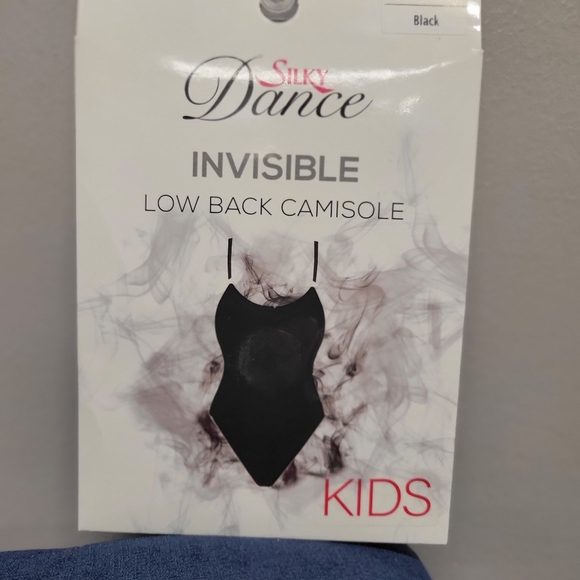 Black
Silky
Dance
INVISIBLE
LOW BACK CAMISOLE
KIDS